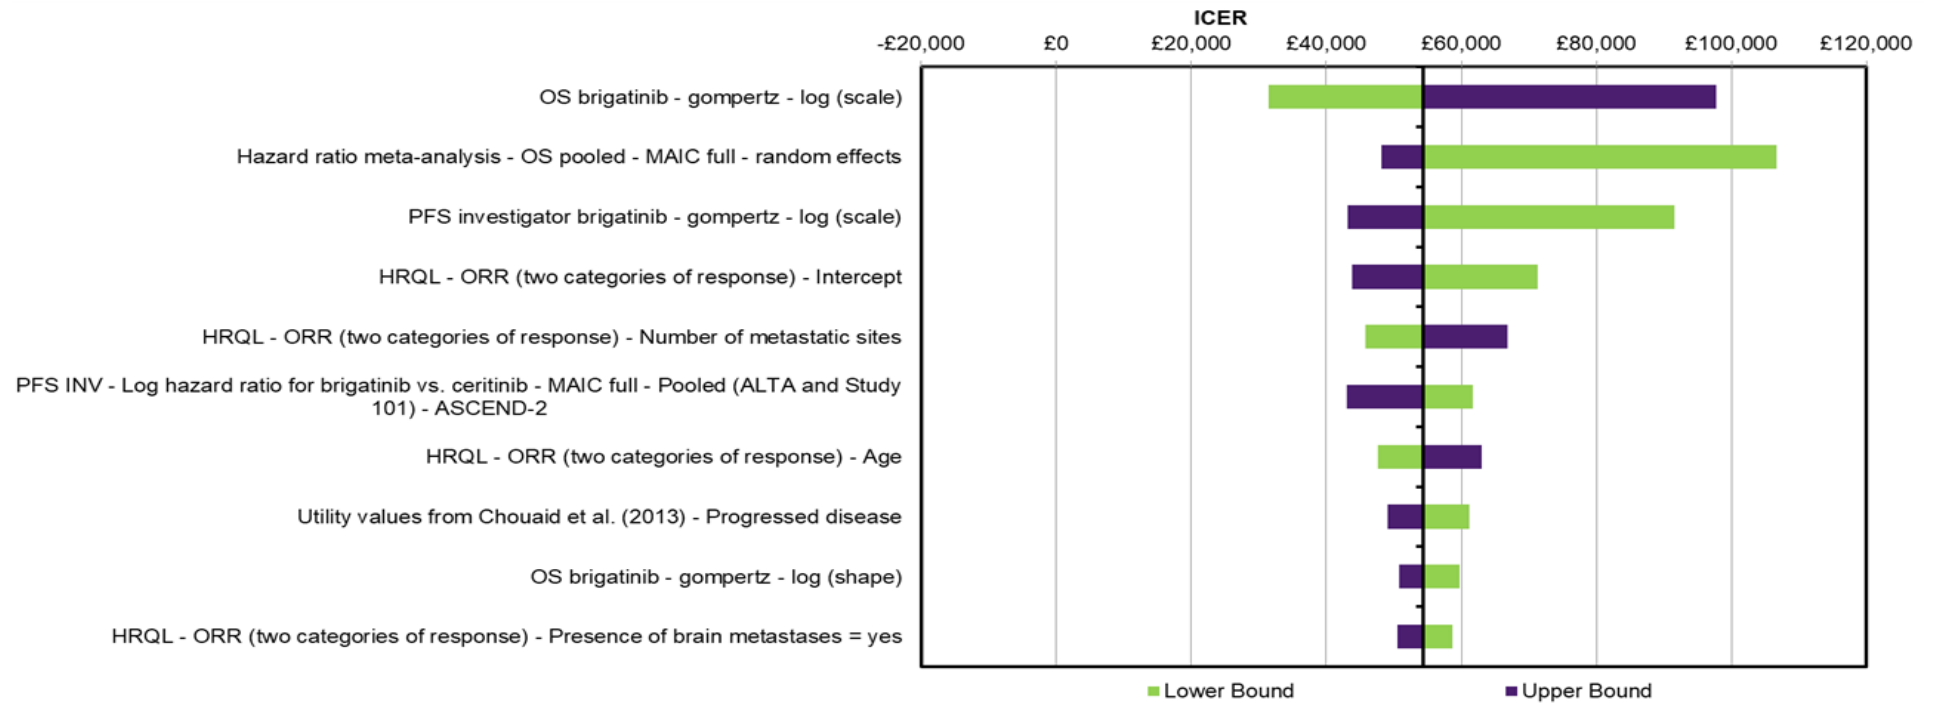 ICER
-£20,000 £0 £20,000 £40,000 £60,000 £80,000 £100,000 £120,000
OS brigatinib - gompertz - log (scale)
Hazard ratio meta-analysis - OS pooled - MAIC full - random effects
PFS investigator brigatinib - gompertz - log (scale)
HRQL - ORR (two categories of response) - Intercept
HRQL - ORR (two categories of response) - Number of metastatic sites
PFS INV - Log hazard ratio for brigatinib vs. ceritinib - MAIC full - Pooled (ALTA and Study
101) - ASCEND-2
HRQL - ORR (two categories of response) - Age
Utility values from Chouaid et al. (2013) - Progressed disease
OS brigatinib - gompertz - log (shape)
HRQL - ORR (two categories of response) - Presence of brain metastases = yes
Lower Bound Upper Bound